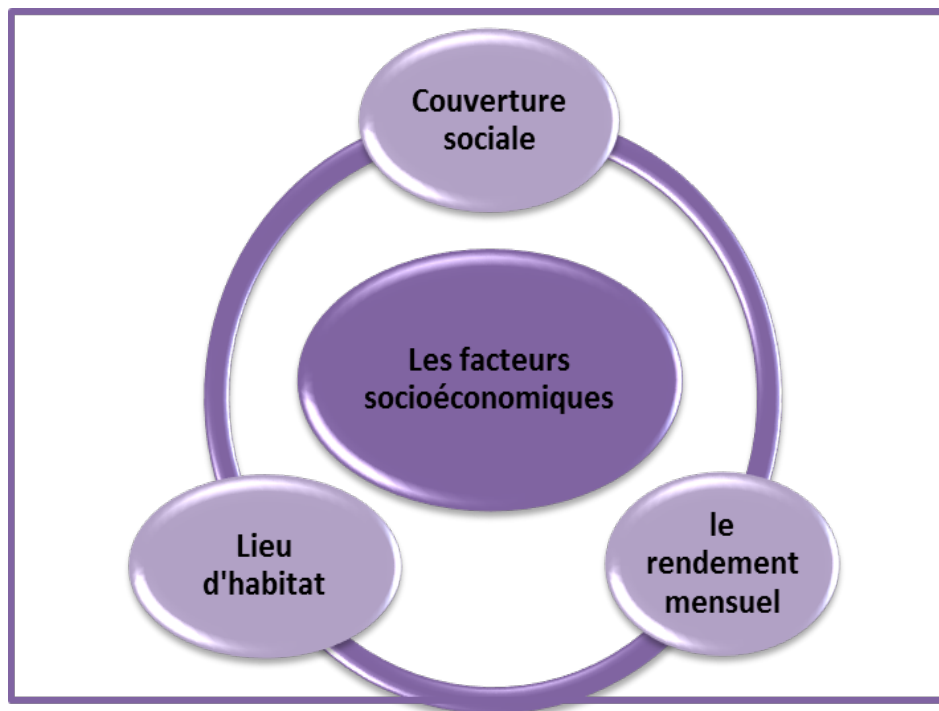 Couverture
sociale
Les facteurs
socioéconomiques
Lieu
d'habitat
le
rendement
mensuel